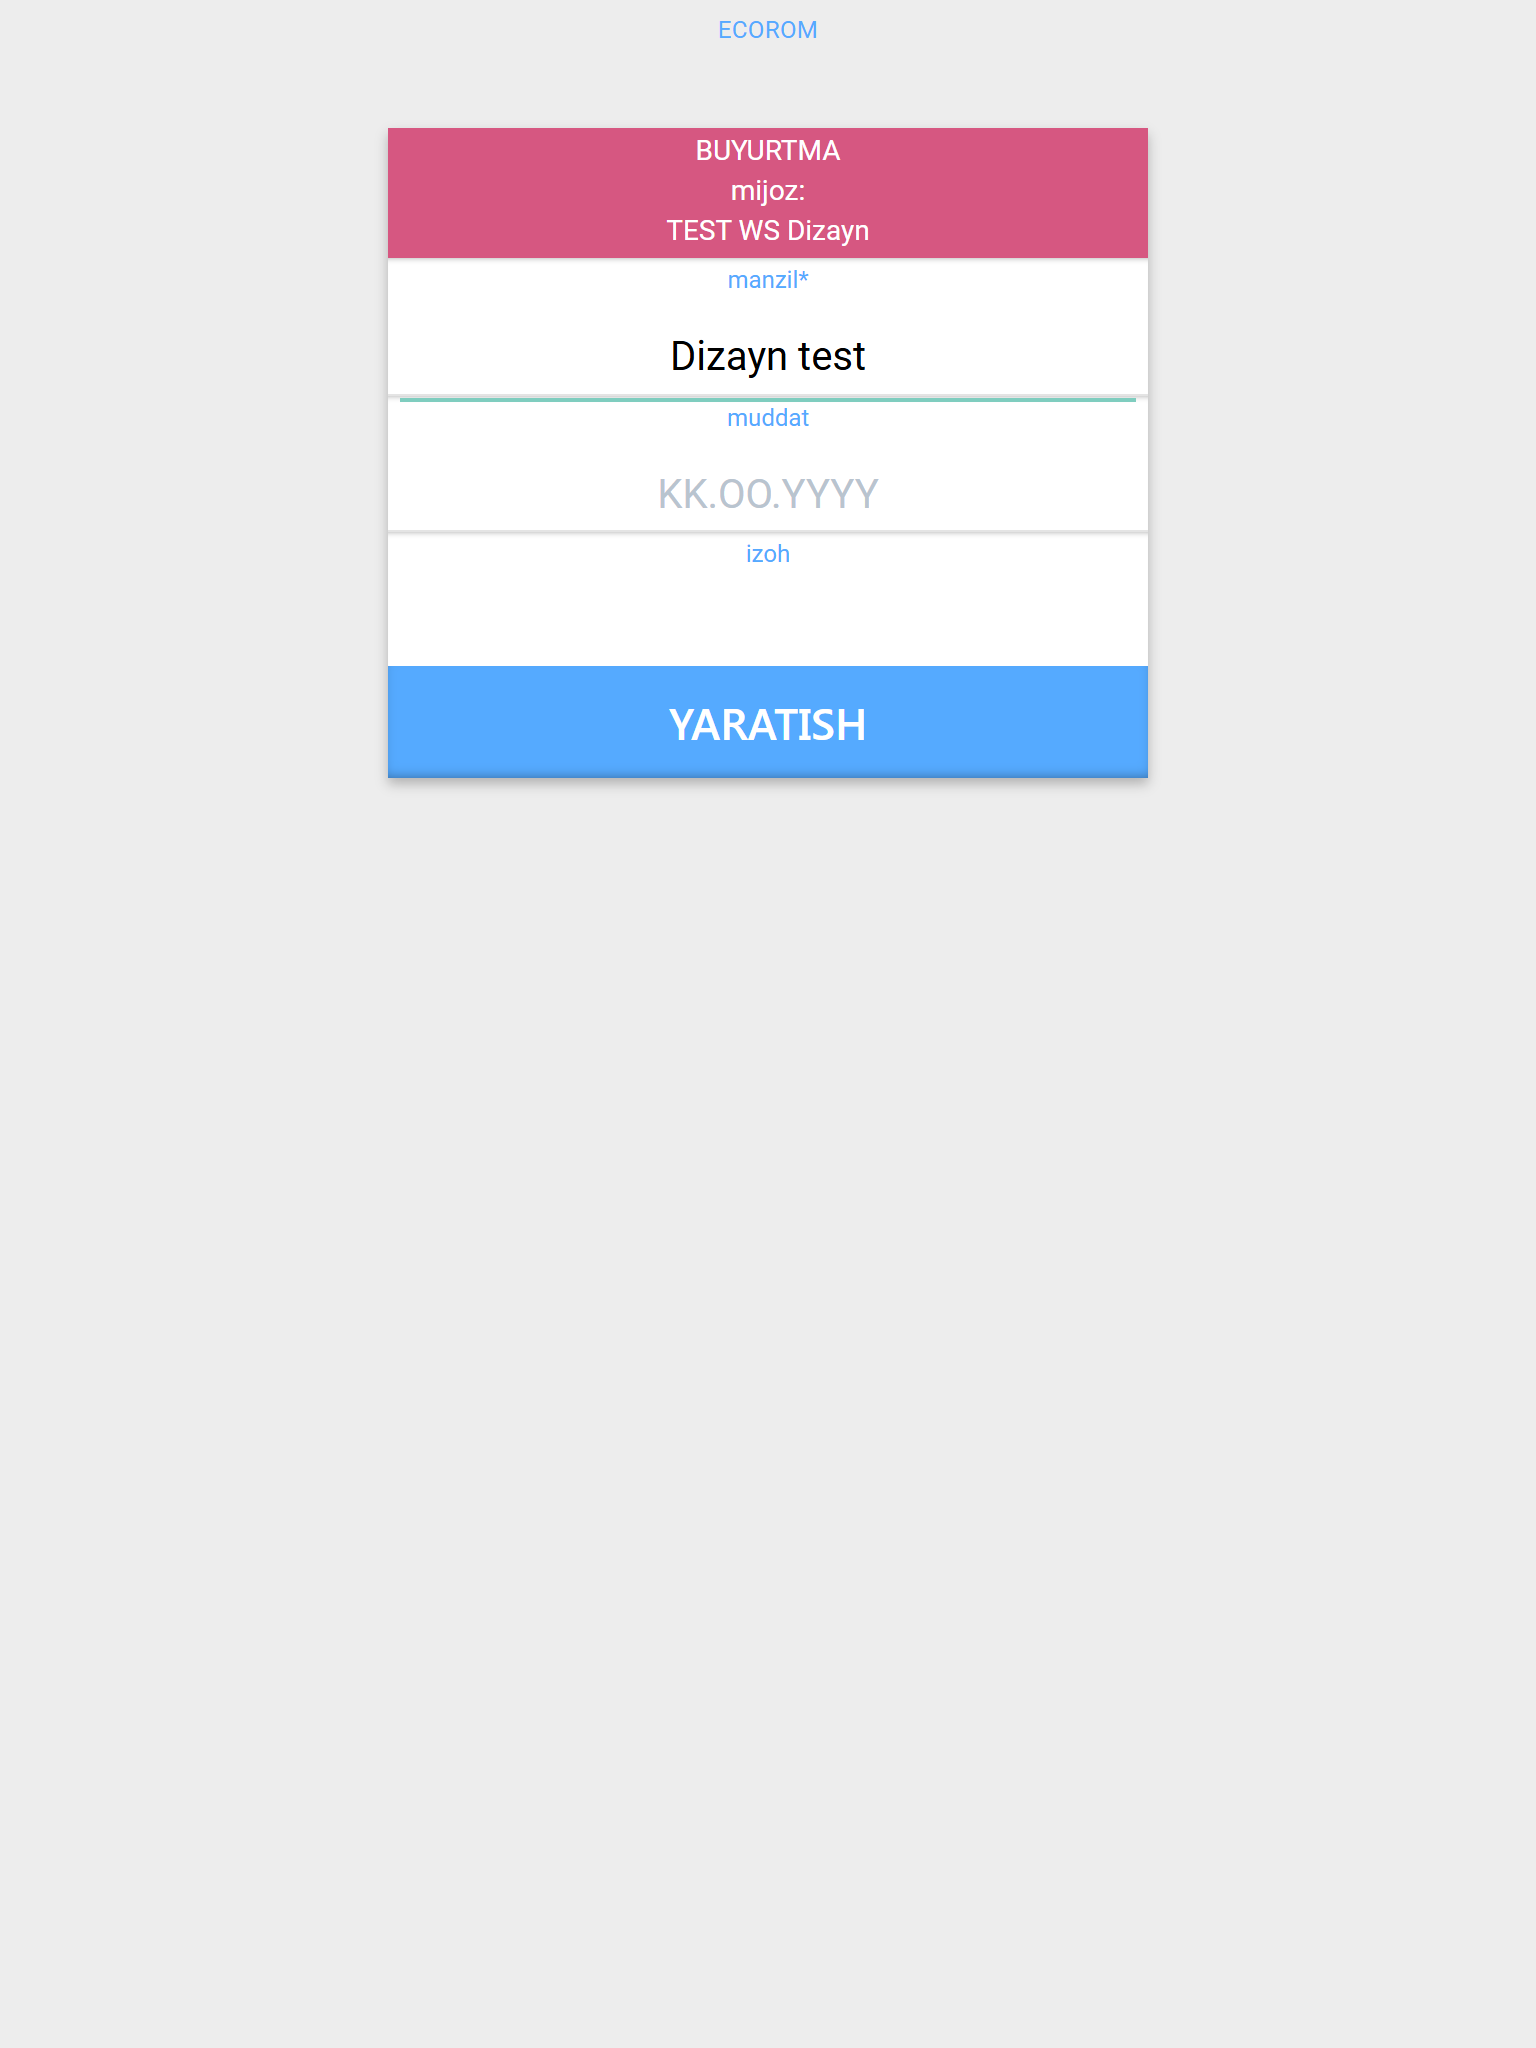 ECOROM
BUYURTMA
mijoz:
TEST WS Dizayn
manzil*
Dizayn test
muddat
KK.OO.YYYY
izoh
YARATISH